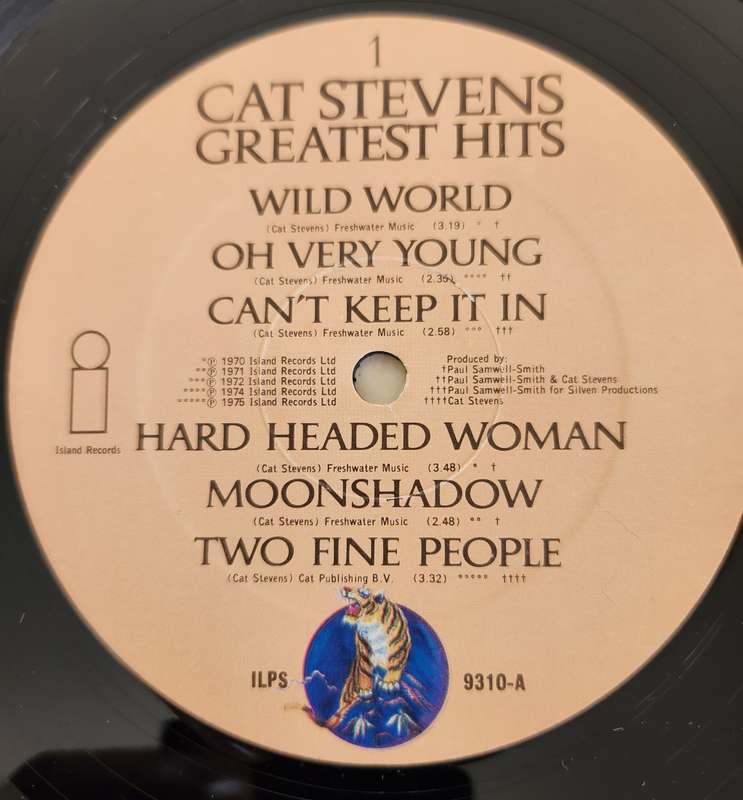 1
CAT STEVENS
GREATEST HITS
WILD WORLD
(Cat Stevens) Freshwater Music (3.19) * †
OH VERY YOUNG
(Cat Stevens) Freshwater Music (2.35) **** ††
CAN'T KEEP IT IN
(Cat Stevens) Freshwater Music (2.58) *** †††
*℗ 1970 Island Records Ltd
**℗ 1971 Island Records Ltd
***℗ 1972 Island Records Ltd
****℗ 1974 Island Records Ltd
*****℗ 1975 Island Records Ltd
Produced by:
†Paul Samwell-Smith
††Paul Samwell-Smith & Cat Stevens
†††Paul Samwell-Smith for Silven Productions
††††Cat Stevens
Island Records
HARD HEADED WOMAN
(Cat Stevens) Freshwater Music (3.48) * †
MOONSHADOW
(Cat Stevens) Freshwater Music (2.48) ** †
TWO FINE PEOPLE
(Cat Stevens) Cat Publishing B.V. (3.32) ***** ††††
ILPS 9310-A